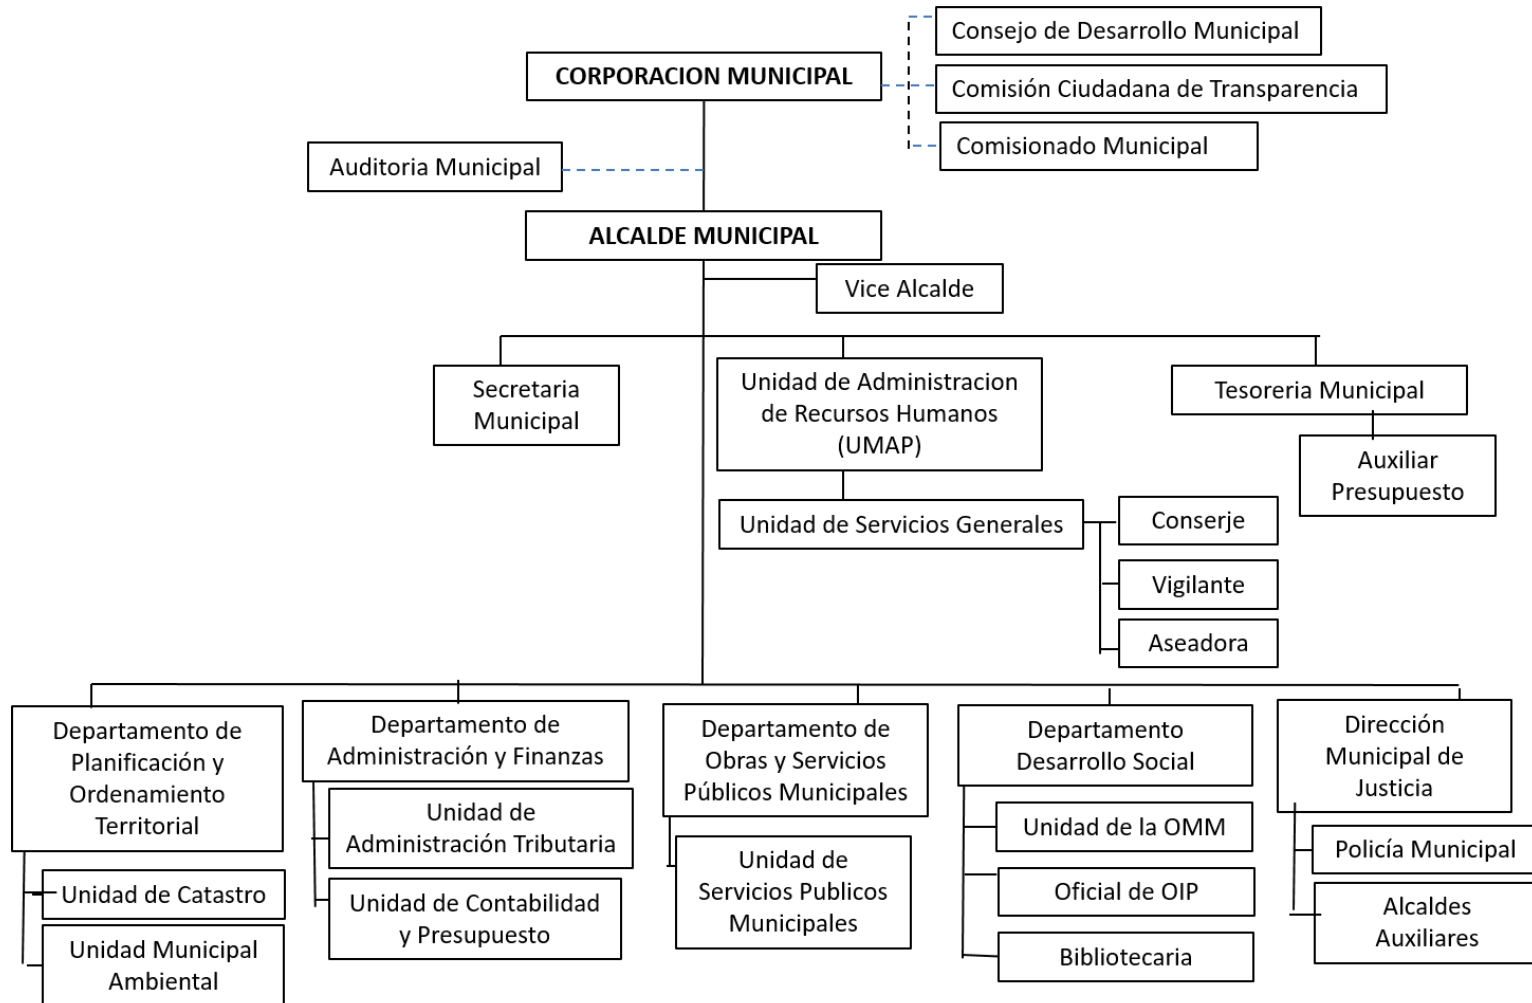 Consejo de Desarrollo Municipal
CORPORACION MUNICIPAL
Comisión Ciudadana de Transparencia
Comisionado Municipal
Auditoria Municipal
ALCALDE MUNICIPAL
Vice Alcalde
Secretaria
Municipal
Unidad de Administracion
de Recursos Humanos
(UMAP)
Tesoreria Municipal
Auxiliar
Presupuesto
Unidad de Servicios Generales
Conserje
Vigilante
Aseadora
Departamento de
Planificación y
Ordenamiento
Territorial
Unidad de Catastro
Unidad Municipal
Ambiental
Departamento de
Administración y Finanzas
Unidad de
Administración Tributaria
Unidad de Contabilidad
y Presupuesto
Departamento de
Obras y Servicios
Públicos Municipales
Unidad de
Servicios Publicos
Municipales
Departamento
Desarrollo Social
Unidad de la OMM
Oficial de OIP
Bibliotecaria
Dirección
Municipal de
Justicia
Policía Municipal
Alcaldes
Auxiliares